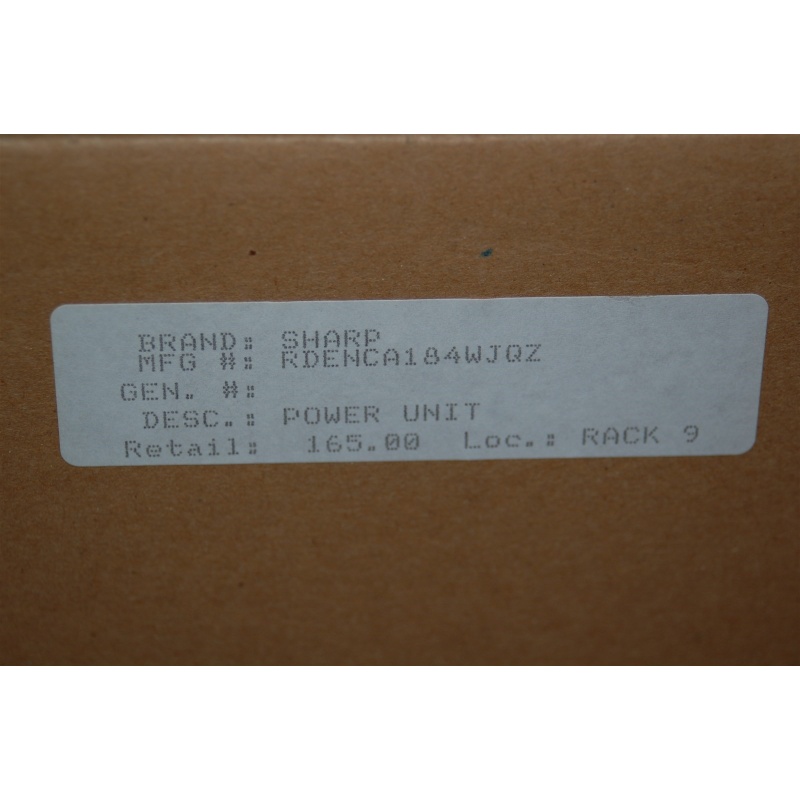 BRAND: SHARP
MFG #: RDENCA184WJQZ
GEN. #:
DESC.: POWER UNIT
Retail: 165.00 Loc.: RACK 9